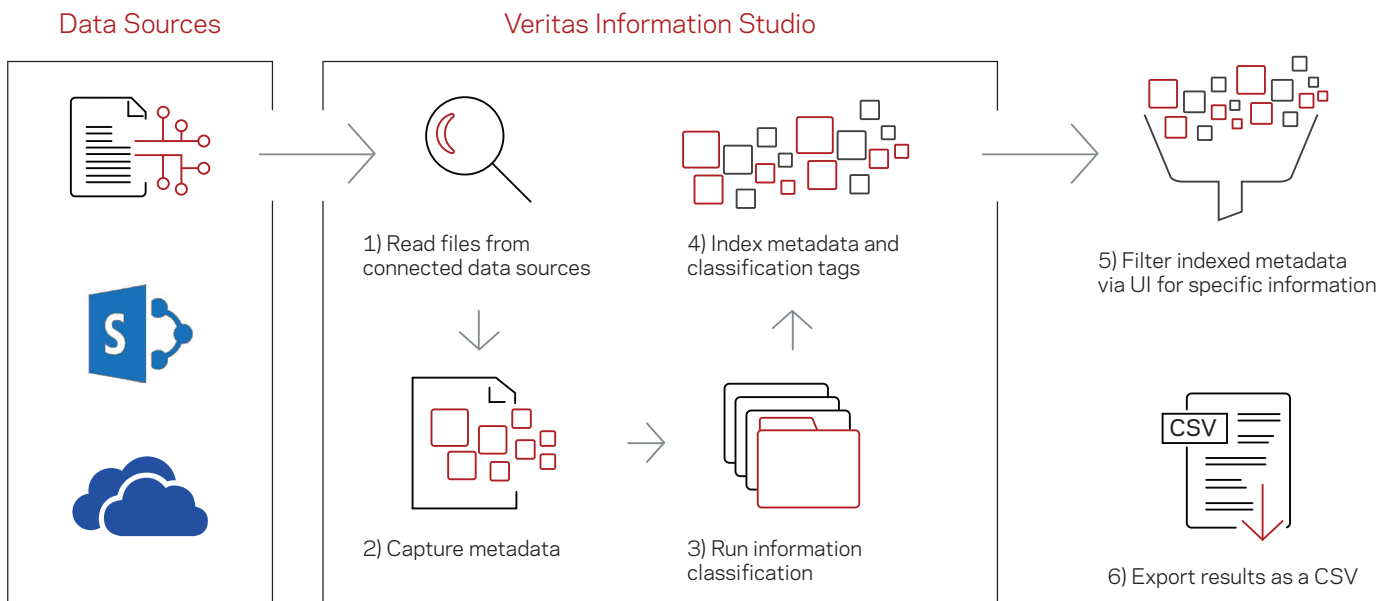 Data Sources
Veritas Information Studio
S
1) Read files from
connected data sources
2) Capture metadata
3) Run information
classification
4) Index metadata and
classification tags
5) Filter indexed metadata
via UI for specific information
CSV
6) Export results as a CSV